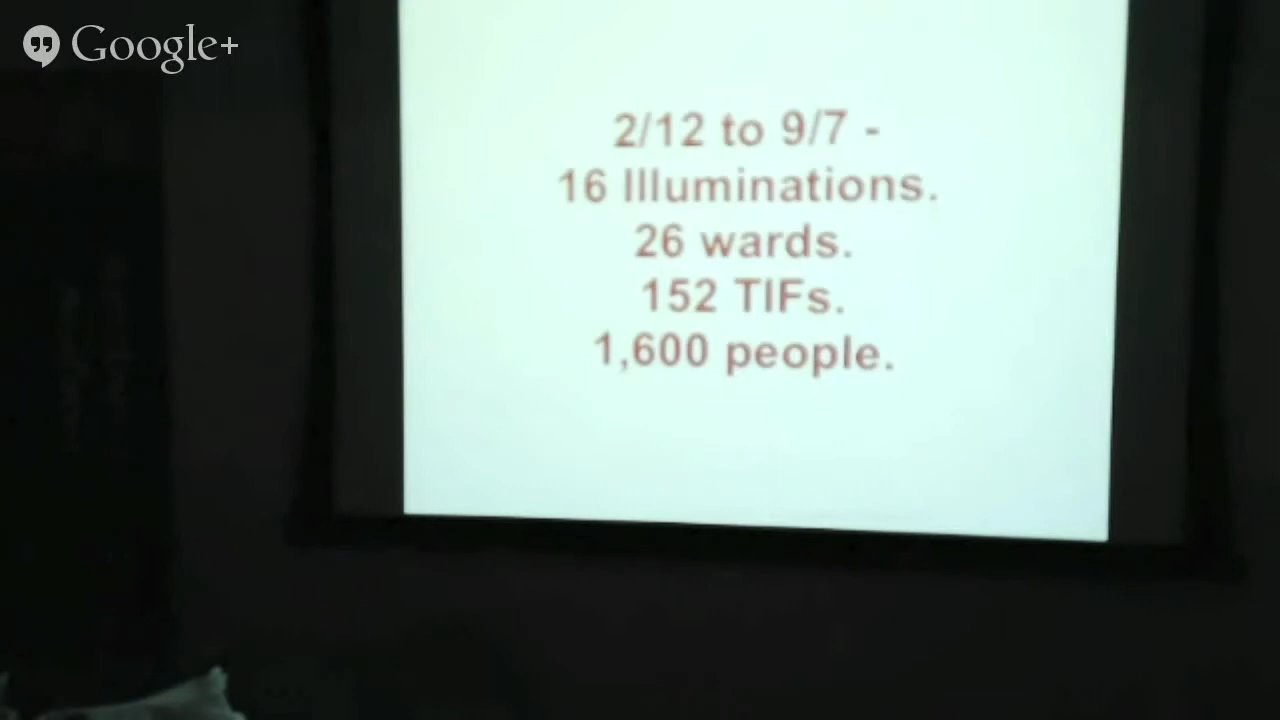 Google+
2/12 to 9/7 -
16 Illuminations.
26 wards.
152 TIFs.
1,600 people.